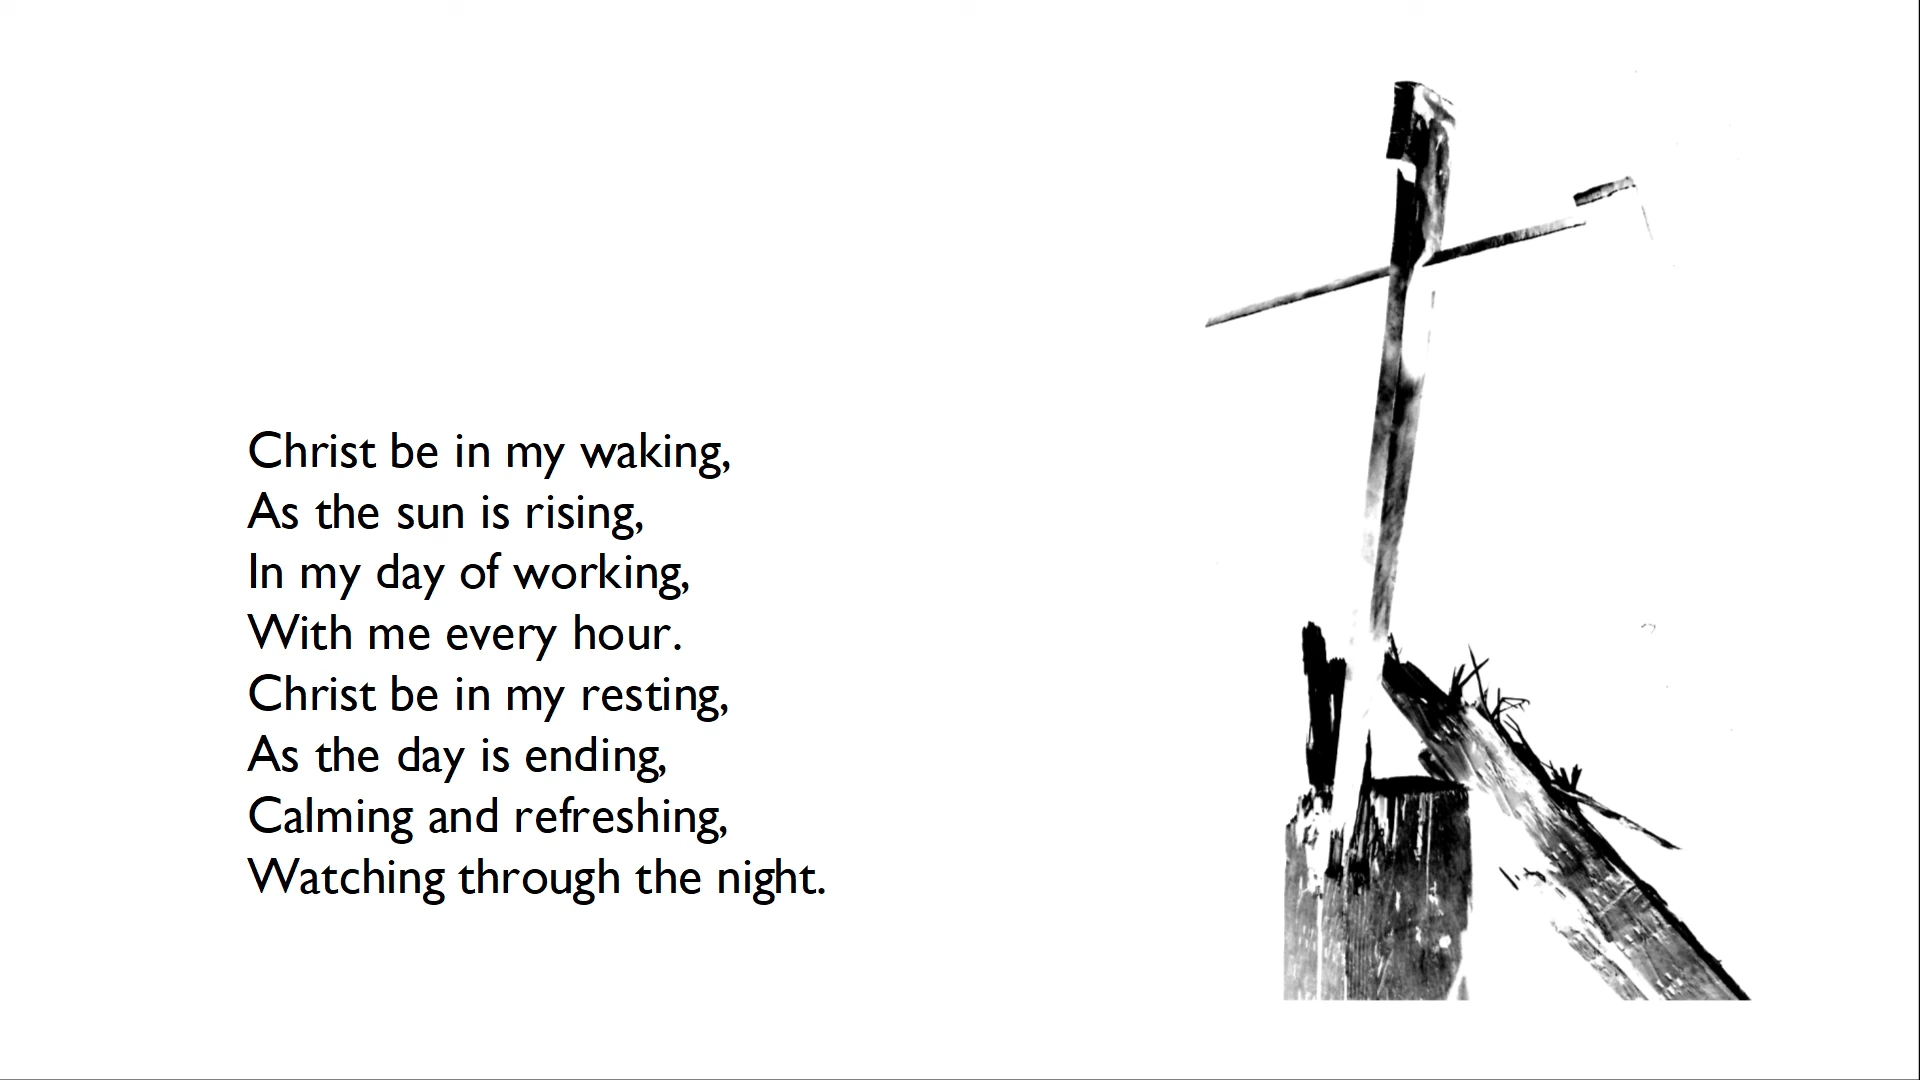 Christ be in my waking,
As the sun is rising,
In my day of working,
With me every hour.
Christ be in my resting,
As the day is ending,
Calming and refreshing,
Watching through the night.